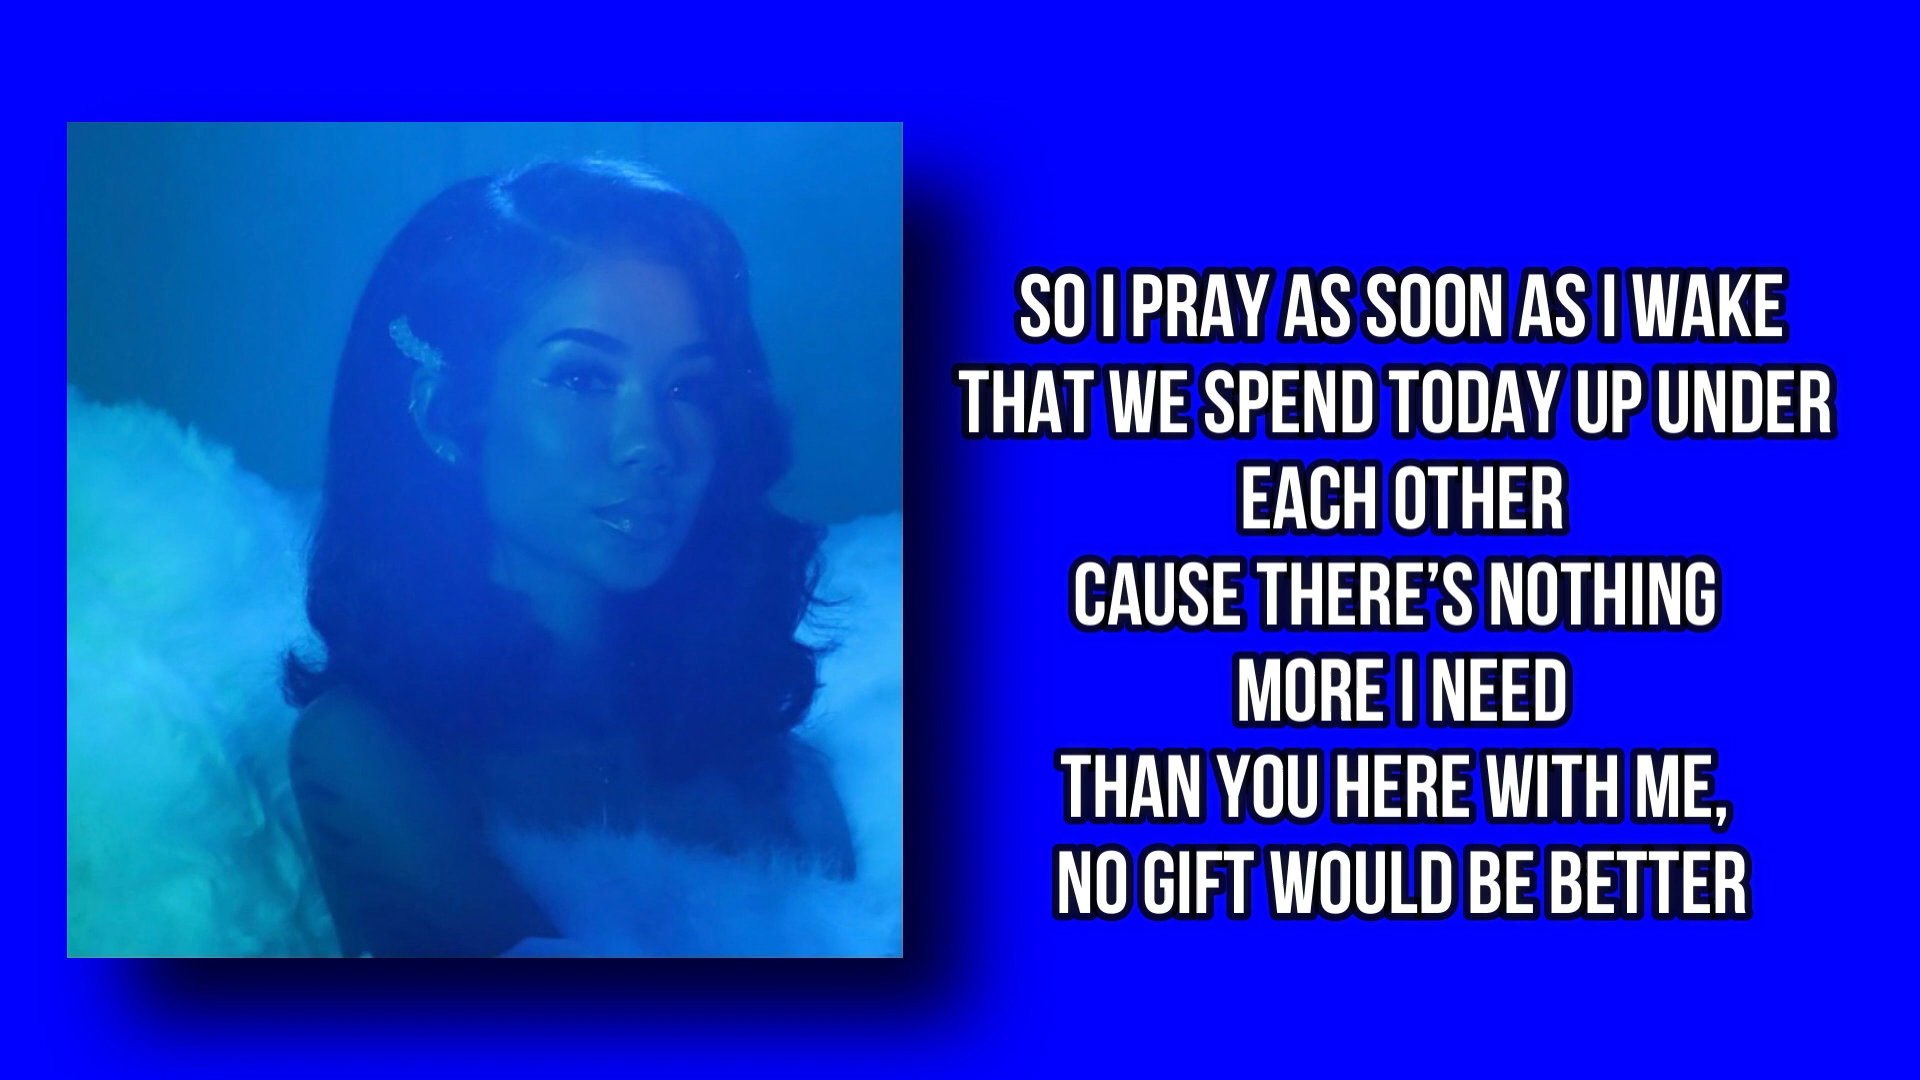 SO I PRAY AS SOON AS I WAKE
THAT WE SPEND TODAY UP UNDER
EACH OTHER
CAUSE THERE’S NOTHING
MORE I NEED
THAN YOU HERE WITH ME,
NO GIFT WOULD BE BETTER